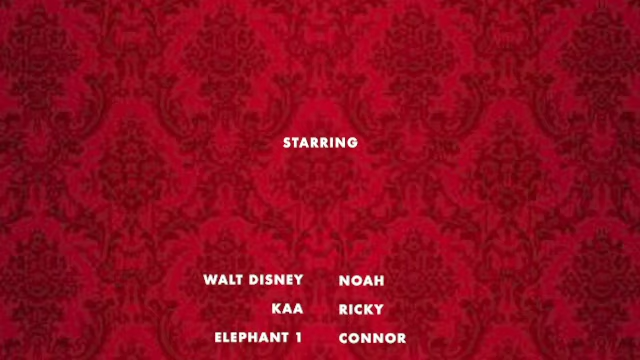 STARRING
WALT DISNEY NOAH
KAA RICKY
ELEPHANT 1 CONNOR